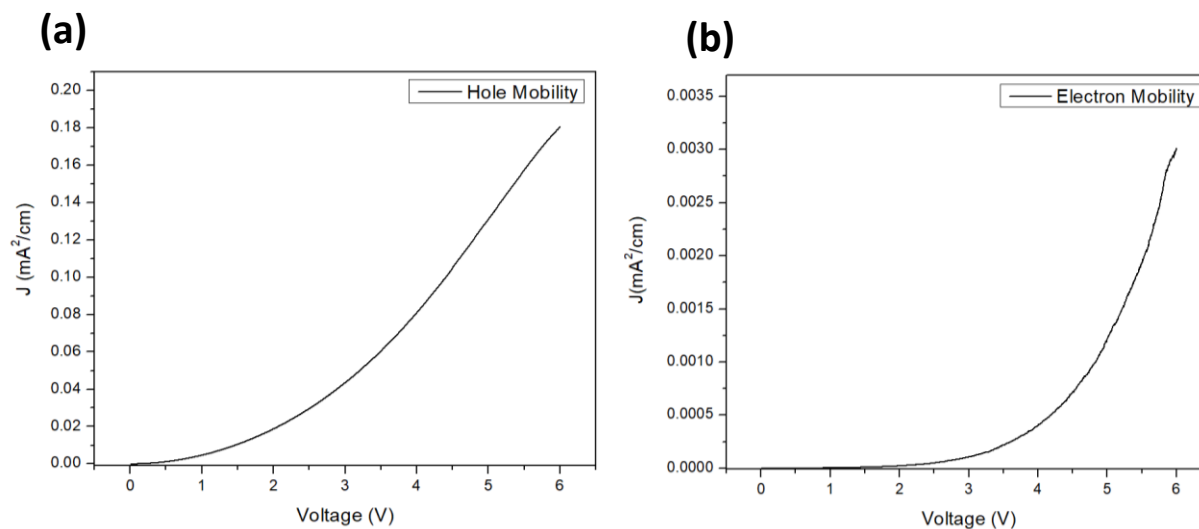 (a)
Hole Mobility
0.20
0.18
0.16
0.14
0.12
0.10
0.08
0.06
0.04
0.02
0.00
J (mA²/cm)
0 1 2 3 4 5 6
Voltage (V)
(b)
Electron Mobility
0.0035
0.0030
0.0025
0.0020
0.0015
0.0010
0.0005
0.0000
J(mA²/cm)
0 1 2 3 4 5 6
Voltage (V)